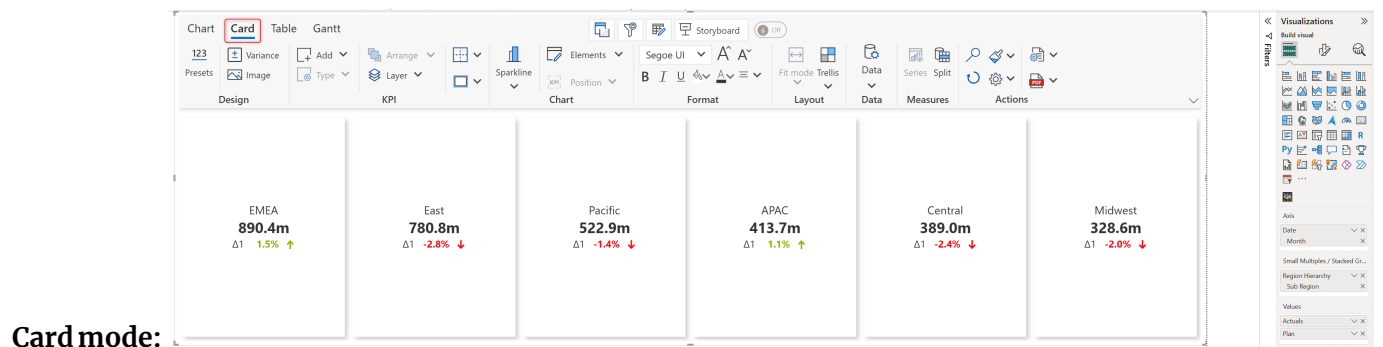 Chart Card Table Gantt
Storyboard Off
123 Variance Add Arrange Elements Segoe UI A A
Presets Image Type Layer Sparkline KPI Position B I U A Fit mode Trellis Data Series Split PDF
Design KPI Chart Format Layout Data Measures Actions
EMEA
890.4m
Δ1 1.5% ↑
East
780.8m
Δ1 -2.8% ↓
Pacific
522.9m
Δ1 -1.4% ↓
APAC
413.7m
Δ1 1.1% ↑
Central
389.0m
Δ1 -2.4% ↓
Midwest
328.6m
Δ1 -2.0% ↓
Card mode:
Filters
Visualizations
Build visual
R
Py
...
Axis
Date
Month
Small Multiples / Stacked Gr...
Region Hierarchy
Sub Region
Values
Actuals
Plan